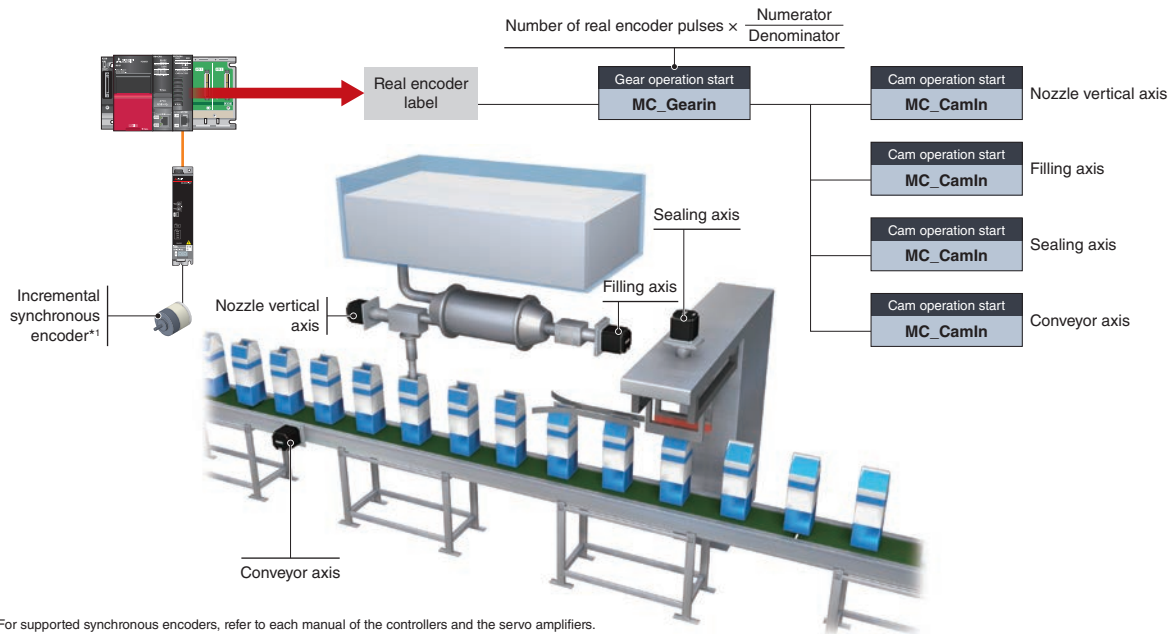 Number of real encoder pulses × Numerator
Denominator
Real encoder
label
Gear operation start
MC_Gearin
Cam operation start
MC_CamIn
Nozzle vertical axis
Cam operation start
MC_CamIn
Filling axis
Cam operation start
MC_CamIn
Sealing axis
Cam operation start
MC_CamIn
Conveyor axis
Incremental
synchronous
encoder*1
Nozzle vertical
axis
Filling axis
Sealing axis
Conveyor axis
For supported synchronous encoders, refer to each manual of the controllers and the servo amplifiers.